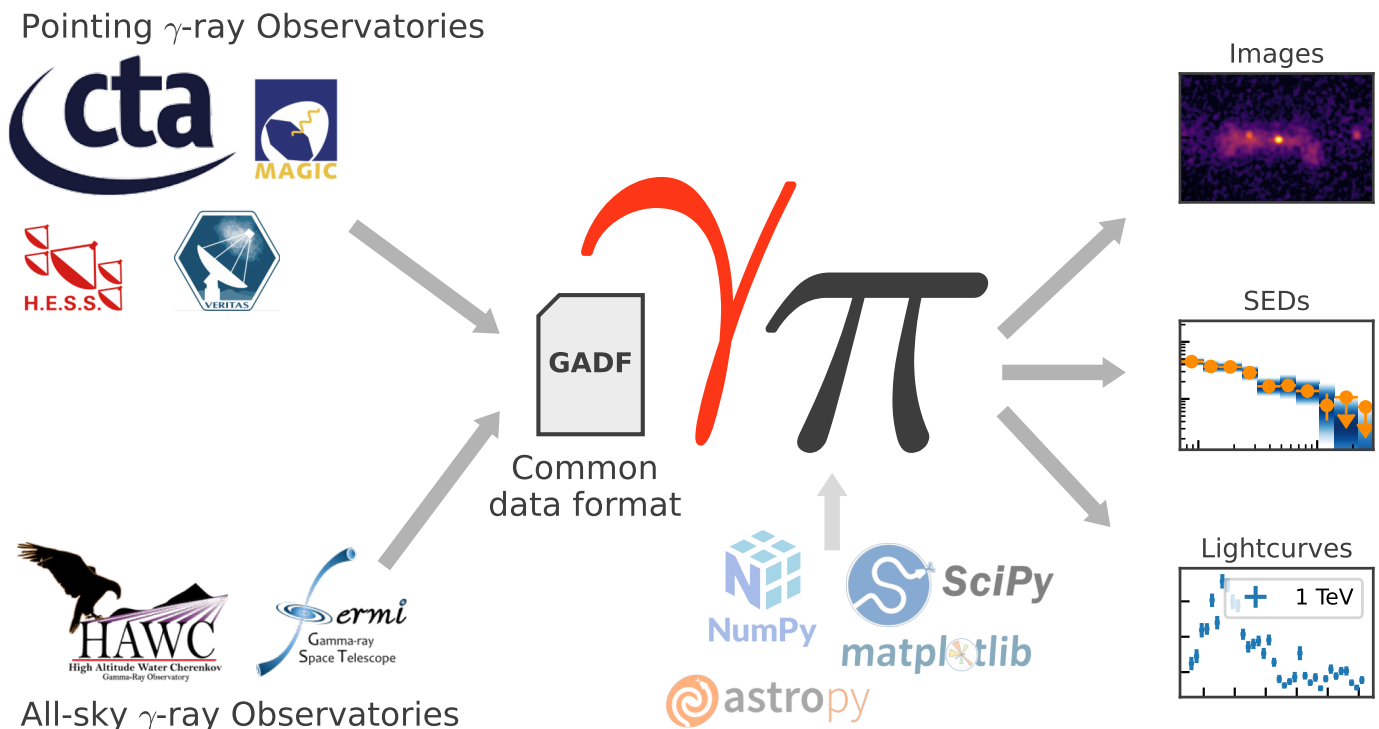 Pointing γ-ray Observatories
cta
MAGIC
H.E.S.S.
VERITAS
GADF
Common
data format
γπ
HAWC
High Altitude Water Cherenkov
Gamma-Ray Observatory
Fermi
Gamma-ray
Space Telescope
All-sky γ-ray Observatories
NumPy
SciPy
matplotlib
astropy
Images
SEDs
Lightcurves
1 TeV